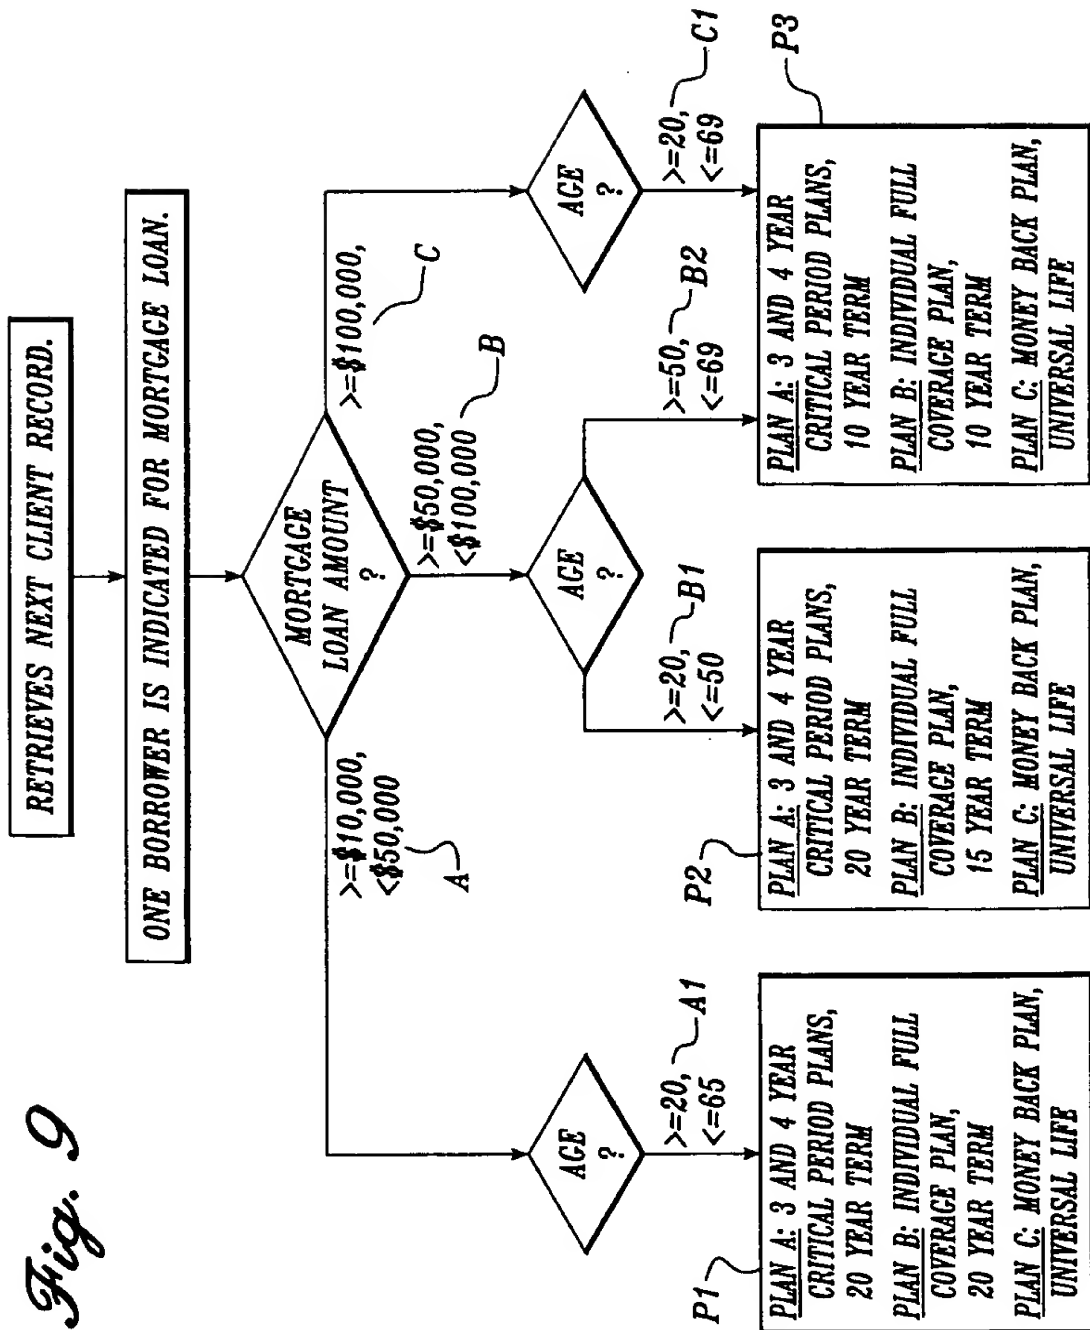 Fig. 9
RETRIEVES NEXT CLIENT RECORD.
ONE BORROWER IS INDICATED FOR MORTGAGE LOAN.
MORTGAGE
LOAN AMOUNT
?
>=$10,000,
<$50,000
A
>=$50,000,
<$100,000
B
>=$100,000,
C
AGE
?
>=20,
<=65
A1
AGE
?
>=20,
<=50
B1
>=50,
<=69
B2
AGE
?
>=20,
<=69
C1
P1
PLAN A: 3 AND 4 YEAR
CRITICAL PERIOD PLANS,
20 YEAR TERM
PLAN B: INDIVIDUAL FULL
COVERAGE PLAN,
20 YEAR TERM
PLAN C: MONEY BACK PLAN,
UNIVERSAL LIFE
P2
PLAN A: 3 AND 4 YEAR
CRITICAL PERIOD PLANS,
20 YEAR TERM
PLAN B: INDIVIDUAL FULL
COVERAGE PLAN,
15 YEAR TERM
PLAN C: MONEY BACK PLAN,
UNIVERSAL LIFE
P3
PLAN A: 3 AND 4 YEAR
CRITICAL PERIOD PLANS,
10 YEAR TERM
PLAN B: INDIVIDUAL FULL
COVERAGE PLAN,
10 YEAR TERM
PLAN C: MONEY BACK PLAN,
UNIVERSAL LIFE